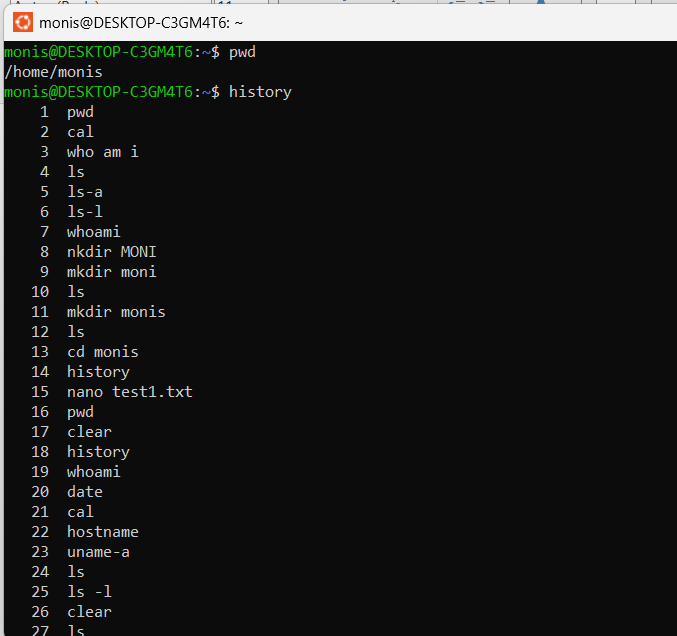 monis@DESKTOP-C3GM4T6: ~
monis@DESKTOP-C3GM4T6:~$ pwd
/home/monis
monis@DESKTOP-C3GM4T6:~$ history
1 pwd
2 cal
3 who am i
4 ls
5 ls-a
6 ls-l
7 whoami
8 nkdir MONI
9 mkdir moni
10 ls
11 mkdir monis
12 ls
13 cd monis
14 history
15 nano test1.txt
16 pwd
17 clear
18 history
19 whoami
20 date
21 cal
22 hostname
23 uname-a
24 ls
25 ls -l
26 clear
27 ls